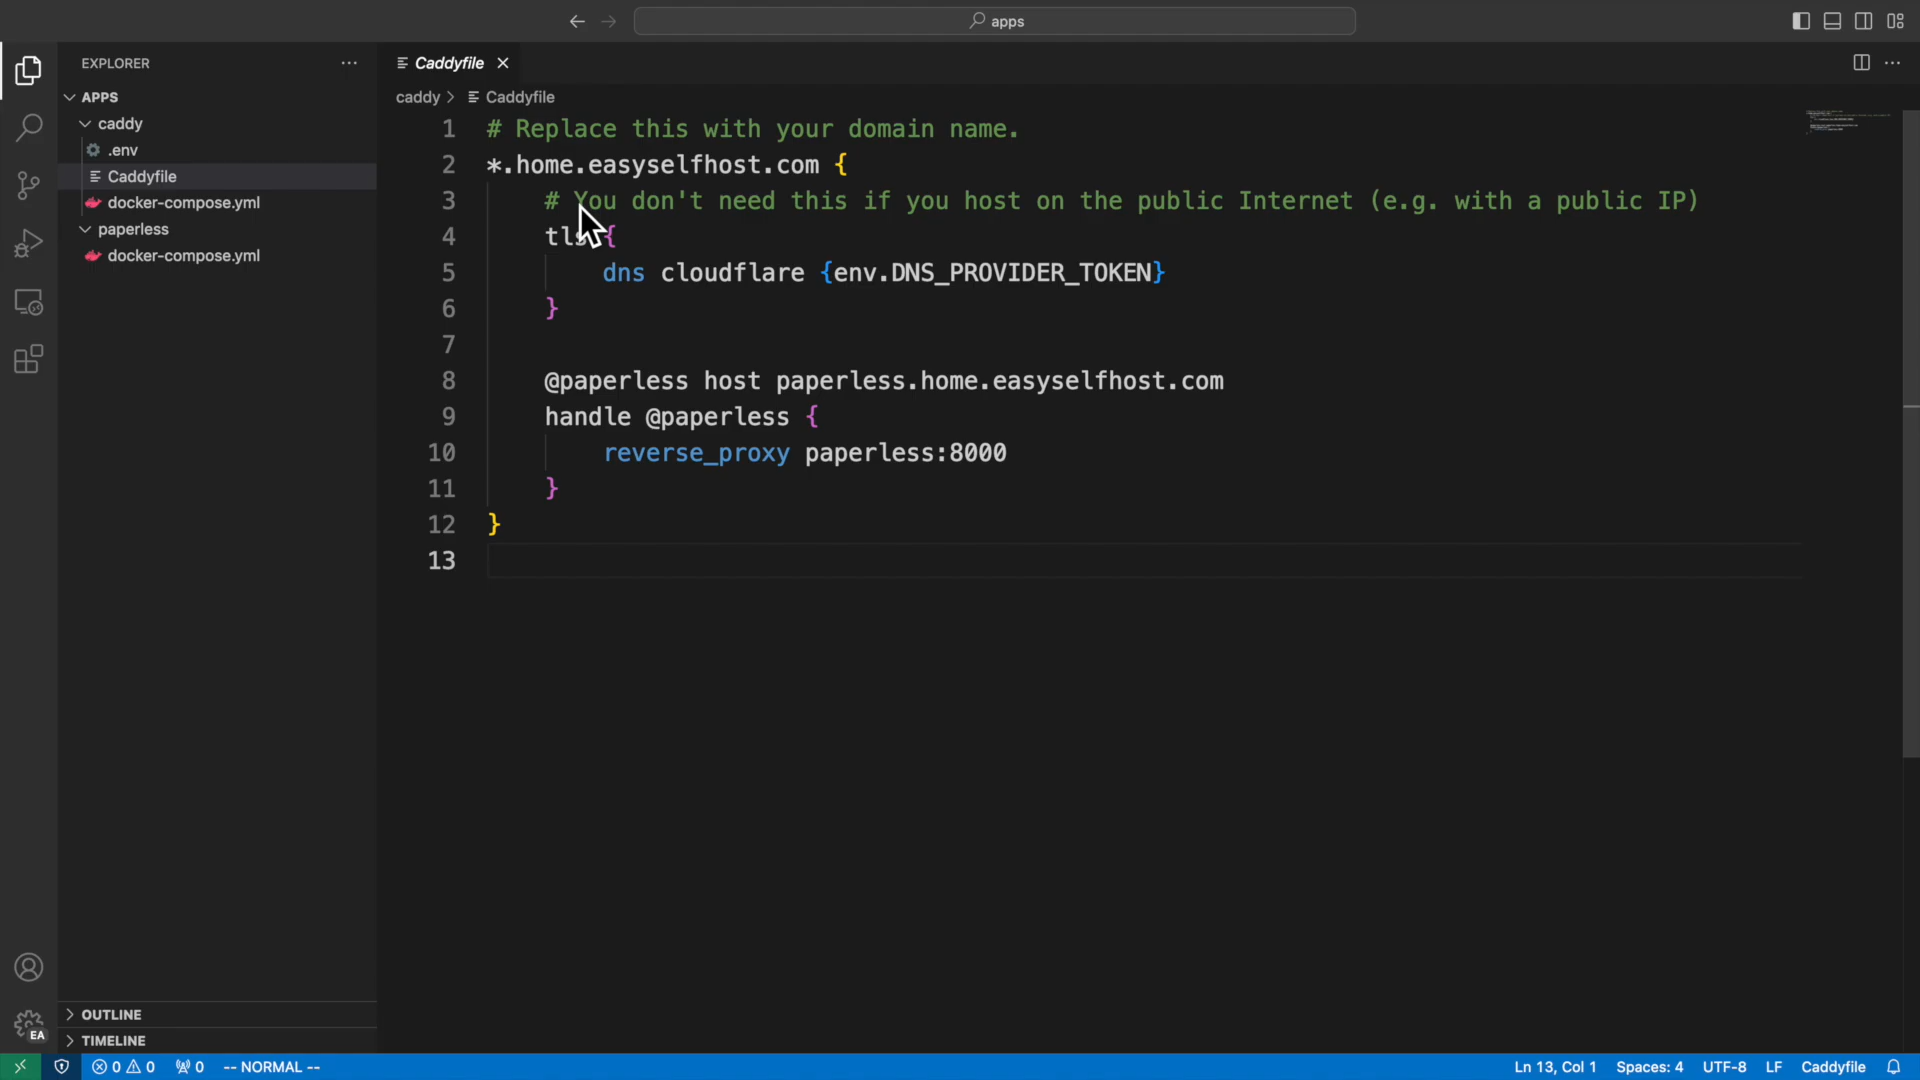 apps
EXPLORER
APPS
caddy
.env
Caddyfile
docker-compose.yml
paperless
docker-compose.yml
OUTLINE
TIMELINE
EA
Caddyfile
caddy > Caddyfile
1 # Replace this with your domain name.
2 *.home.easyselfhost.com {
3 # You don't need this if you host on the public Internet (e.g. with a public IP)
4 tls {
5 dns cloudflare {env.DNS_PROVIDER_TOKEN}
6 }
7
8 @paperless host paperless.home.easyselfhost.com
9 handle @paperless {
10 reverse_proxy paperless:8000
11 }
12 }
13
0 0 0 -- NORMAL -- Ln 13, Col 1 Spaces: 4 UTF-8 LF Caddyfile